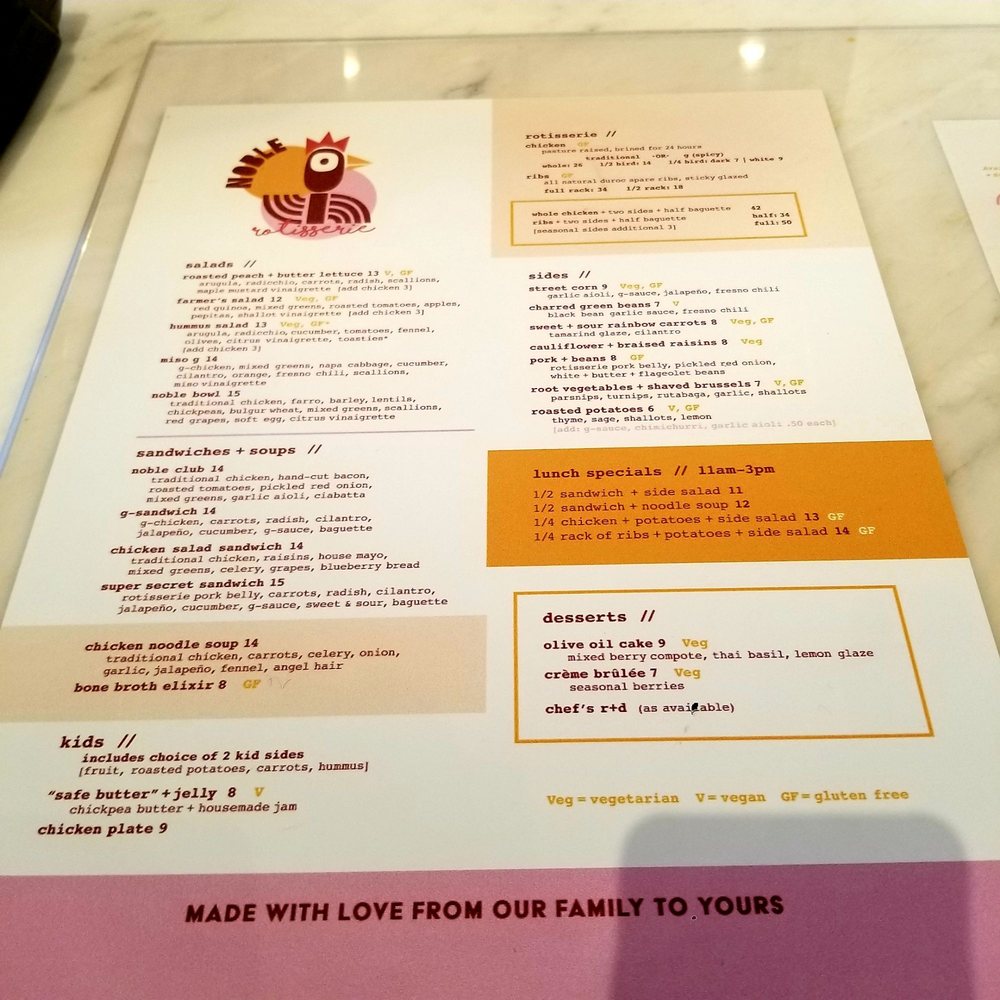 NOBLE
rotisserie
salads //
roasted peach + butter lettuce 13 V, GF
arugula, radicchio, carrots, radish, scallions,
maple mustard vinaigrette [add chicken 3]
farmer's salad 12 Veg, GF
red quinoa, mixed greens, roasted tomatoes, apples,
pepitas, shallot vinaigrette [add chicken 3]
hummus salad 13 Veg, GF*
arugula, radicchio, cucumber, tomatoes, fennel,
olives, citrus vinaigrette, toasties*
[add chicken 3]
miso g 14
g-chicken, mixed greens, napa cabbage, cucumber,
cilantro, orange, fresno chili, scallions,
miso vinaigrette
noble bowl 15
traditional chicken, farro, barley, lentils,
chickpeas, bulgur wheat, mixed greens, scallions,
red grapes, soft egg, citrus vinaigrette
sandwiches + soups //
noble club 14
traditional chicken, hand-cut bacon,
roasted tomatoes, pickled red onion,
mixed greens, garlic aioli, ciabatta
g-sandwich 14
g-chicken, carrots, radish, cilantro,
jalapeño, cucumber, g-sauce, baguette
chicken salad sandwich 14
traditional chicken, raisins, house mayo,
mixed greens, celery, grapes, blueberry bread
super secret sandwich 15
rotisserie pork belly, carrots, radish, cilantro,
jalapeño, cucumber, g-sauce, sweet & sour, baguette
chicken noodle soup 14
traditional chicken, carrots, celery, onion,
garlic, jalapeño, fennel, angel hair
bone broth elixir 8 GF
kids //
includes choice of 2 kid sides
[fruit, roasted potatoes, carrots, hummus]
"safe butter" + jelly 8 V
chickpea butter + housemade jam
chicken plate 9
rotisserie //
chicken GF
pasture raised, brined for 24 hours
traditional -OR- g (spicy)
whole: 26 1/2 bird: 14 1/4 bird: dark 7 | white 9
ribs GF
all natural duroc spare ribs, sticky glazed
full rack: 34 1/2 rack: 18
whole chicken + two sides + half baguette 42
ribs + two sides + half baguette half: 34
[seasonal sides additional 3] full: 50
sides //
street corn 9 Veg, GF
garlic aioli, g-sauce, jalapeño, fresno chili
charred green beans 7 V
black bean garlic sauce, fresno chili
sweet + sour rainbow carrots 8 Veg, GF
tamarind glaze, cilantro
cauliflower + braised raisins 8 Veg
pork + beans 8 GF
rotisserie pork belly, pickled red onion,
white + butter + flageolet beans
root vegetables + shaved brussels 7 V, GF
parsnips, turnips, rutabaga, garlic, shallots
roasted potatoes 6 V, GF
thyme, sage, shallots, lemon
[add: g-sauce, chimichurri, garlic aioli: .50 each]
lunch specials // 11am-3pm
1/2 sandwich + side salad 11
1/2 sandwich + noodle soup 12
1/4 chicken + potatoes + side salad 13 GF
1/4 rack of ribs + potatoes + side salad 14 GF
desserts //
olive oil cake 9 Veg
mixed berry compote, thai basil, lemon glaze
crème brûlée 7 Veg
seasonal berries
chef's r+d (as available)
Veg = vegetarian V = vegan GF = gluten free
MADE WITH LOVE FROM OUR FAMILY TO YOURS